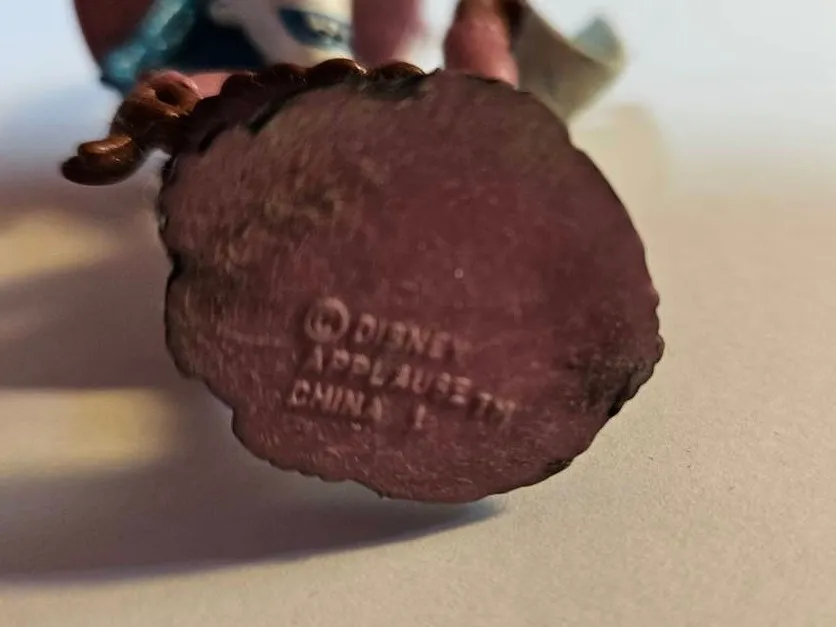 © DISNEY
APPLAUSE TM
CHINA 1